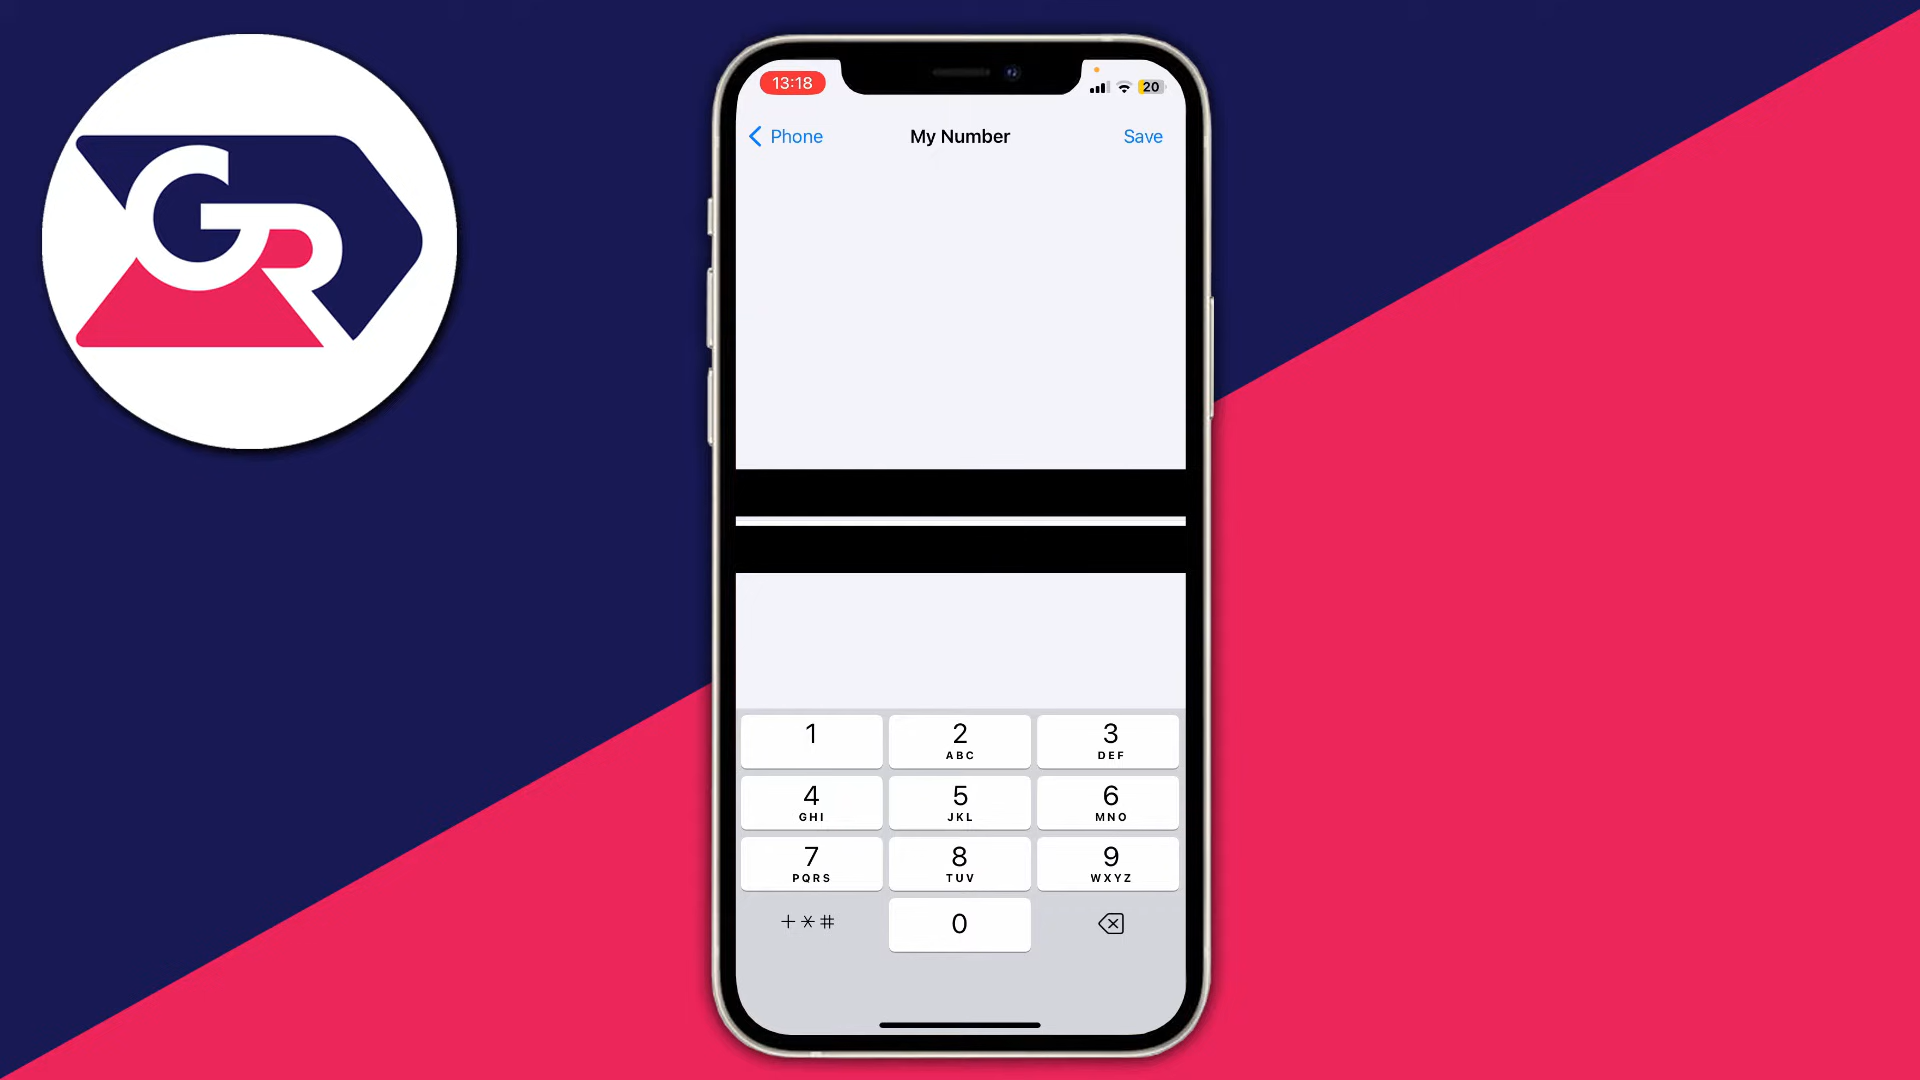 GR
13:18
20
Phone My Number Save
1 2 3
ABC DEF
4 5 6
GHI JKL MNO
7 8 9
PQRS TUV WXYZ
+*# 0